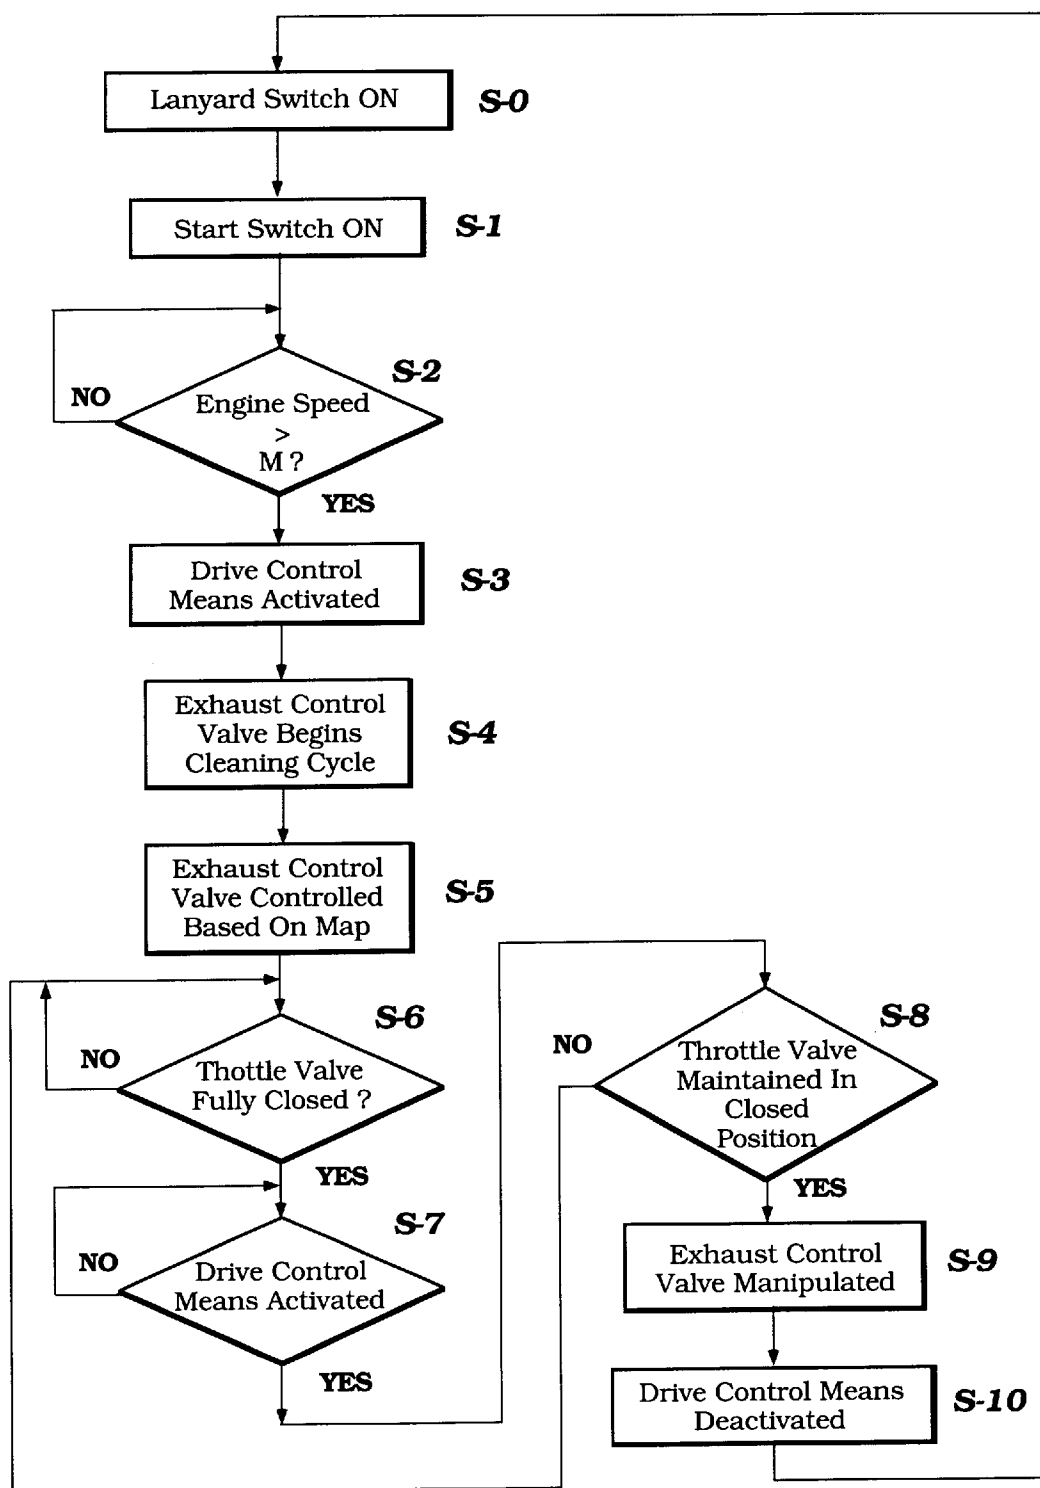 Lanyard Switch ON
S-0
Start Switch ON
S-1
S-2
NO
Engine Speed
>
M ?
YES
Drive Control
Means Activated
S-3
Exhaust Control
Valve Begins
Cleaning Cycle
S-4
Exhaust Control
Valve Controlled
Based On Map
S-5
S-6
NO
Thottle Valve
Fully Closed ?
YES
S-7
NO
Drive Control
Means Activated
YES
S-8
NO
Throttle Valve
Maintained In
Closed
Position
YES
Exhaust Control
Valve Manipulated
S-9
Drive Control Means
Deactivated
S-10